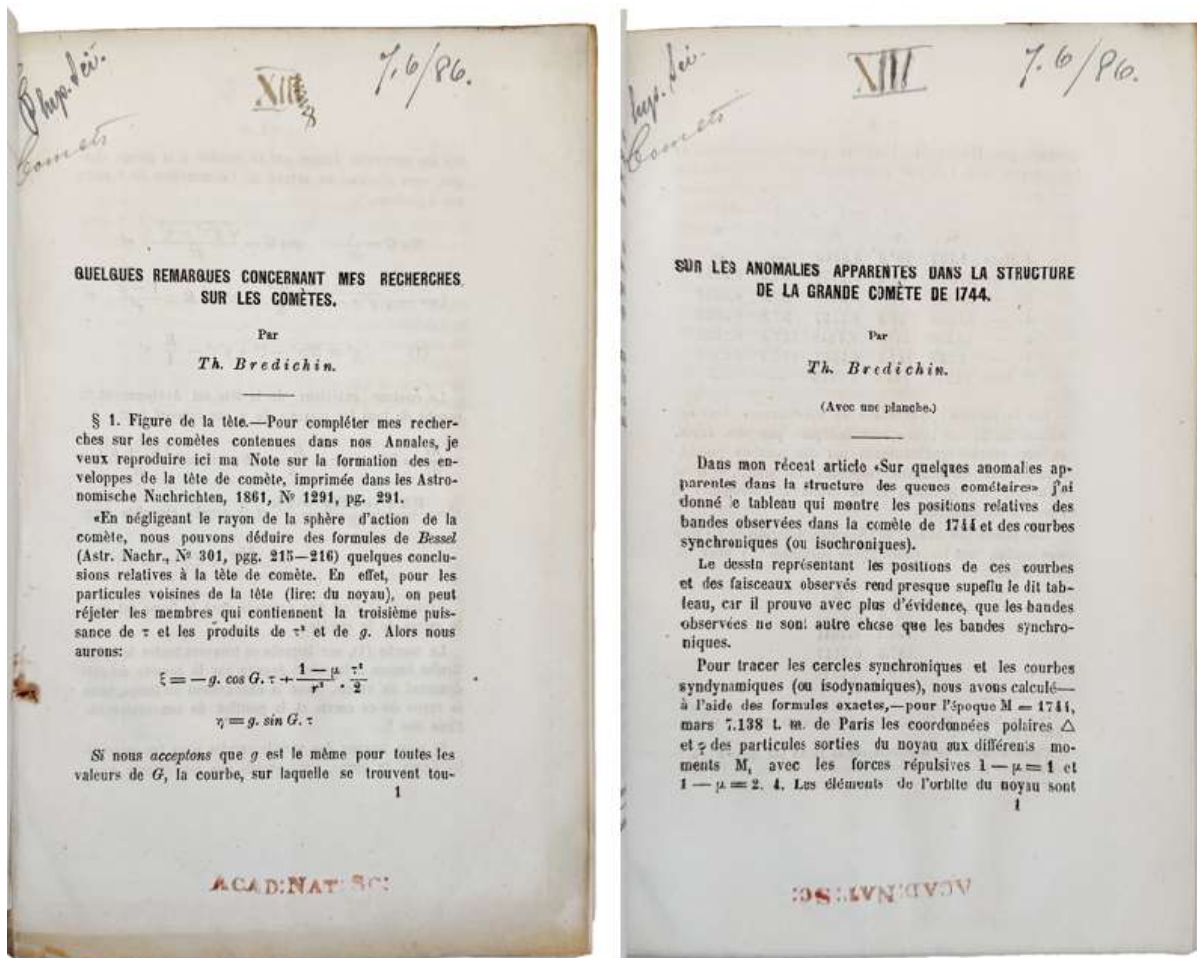 Phys. Sci.
Comets
XIII
7.6/86.
QUELQUES REMARQUES CONCERNANT MES RECHERCHES
SUR LES COMÈTES.
Par
Th. Bredichin.
§ 1. Figure de la tête.—Pour compléter mes recher-
ches sur les comètes contenues dans nos Annales, je
veux reproduire ici ma Note sur la formation des en-
veloppes de la tête de comète, imprimée dans les Astro-
nomische Nachrichten, 1861, № 1291, pg. 291.
«En négligeant le rayon de la sphère d'action de la
comète, nous pouvons déduire des formules de Bessel
(Astr. Nachr., № 301, pgg. 215—216) quelques conclu-
sions relatives à la tête de comète. En effet, pour les
particules voisines de la tête (lire: du noyau), on peut
réjeter les membres qui contiennent la troisième puis-
sance de τ et les produits de τ² et de g. Alors nous
aurons:
ξ = — g. cos G. τ + (1 — μ)/r² · τ²/2
η = g. sin G. τ
Si nous acceptons que g est le même pour toutes les
valeurs de G, la courbe, sur laquelle se trouvent tou-
1
ACAD: NAT: SC:
Phys. Sci.
Comets
XIII
7.6/86.
SUR LES ANOMALIES APPARENTES DANS LA STRUCTURE
DE LA GRANDE COMÈTE DE 1744.
Par
Th. Bredichin.
(Avec une planche.)
Dans mon récent article «Sur quelques anomalies ap-
parentes dans la structure des queues cométaires» j'ai
donné le tableau qui montre les positions relatives des
bandes observées dans la comète de 1744 et des courbes
synchroniques (ou isochroniques).
Le dessin représentant les positions de ces courbes
et des faisceaux observés rend presque supeflu le dit tab-
leau, car il prouve avec plus d'évidence, que les bandes
observées ne sont autre chose que les bandes synchro-
niques.
Pour tracer les cercles synchroniques et les courbes
syndynamiques (ou isodynamiques), nous avons calculé—
à l'aide des formules exactes,—pour l'époque M = 1744,
mars 7.138 t. m. de Paris les coordonnées polaires △
et φ des particules sorties du noyau aux différents mo-
ments M, avec les forces répulsives 1 — μ = 1 et
1 — μ = 2. 4. Les éléments de l'orbite du noyau sont
1
ACAD: NAT: SC: